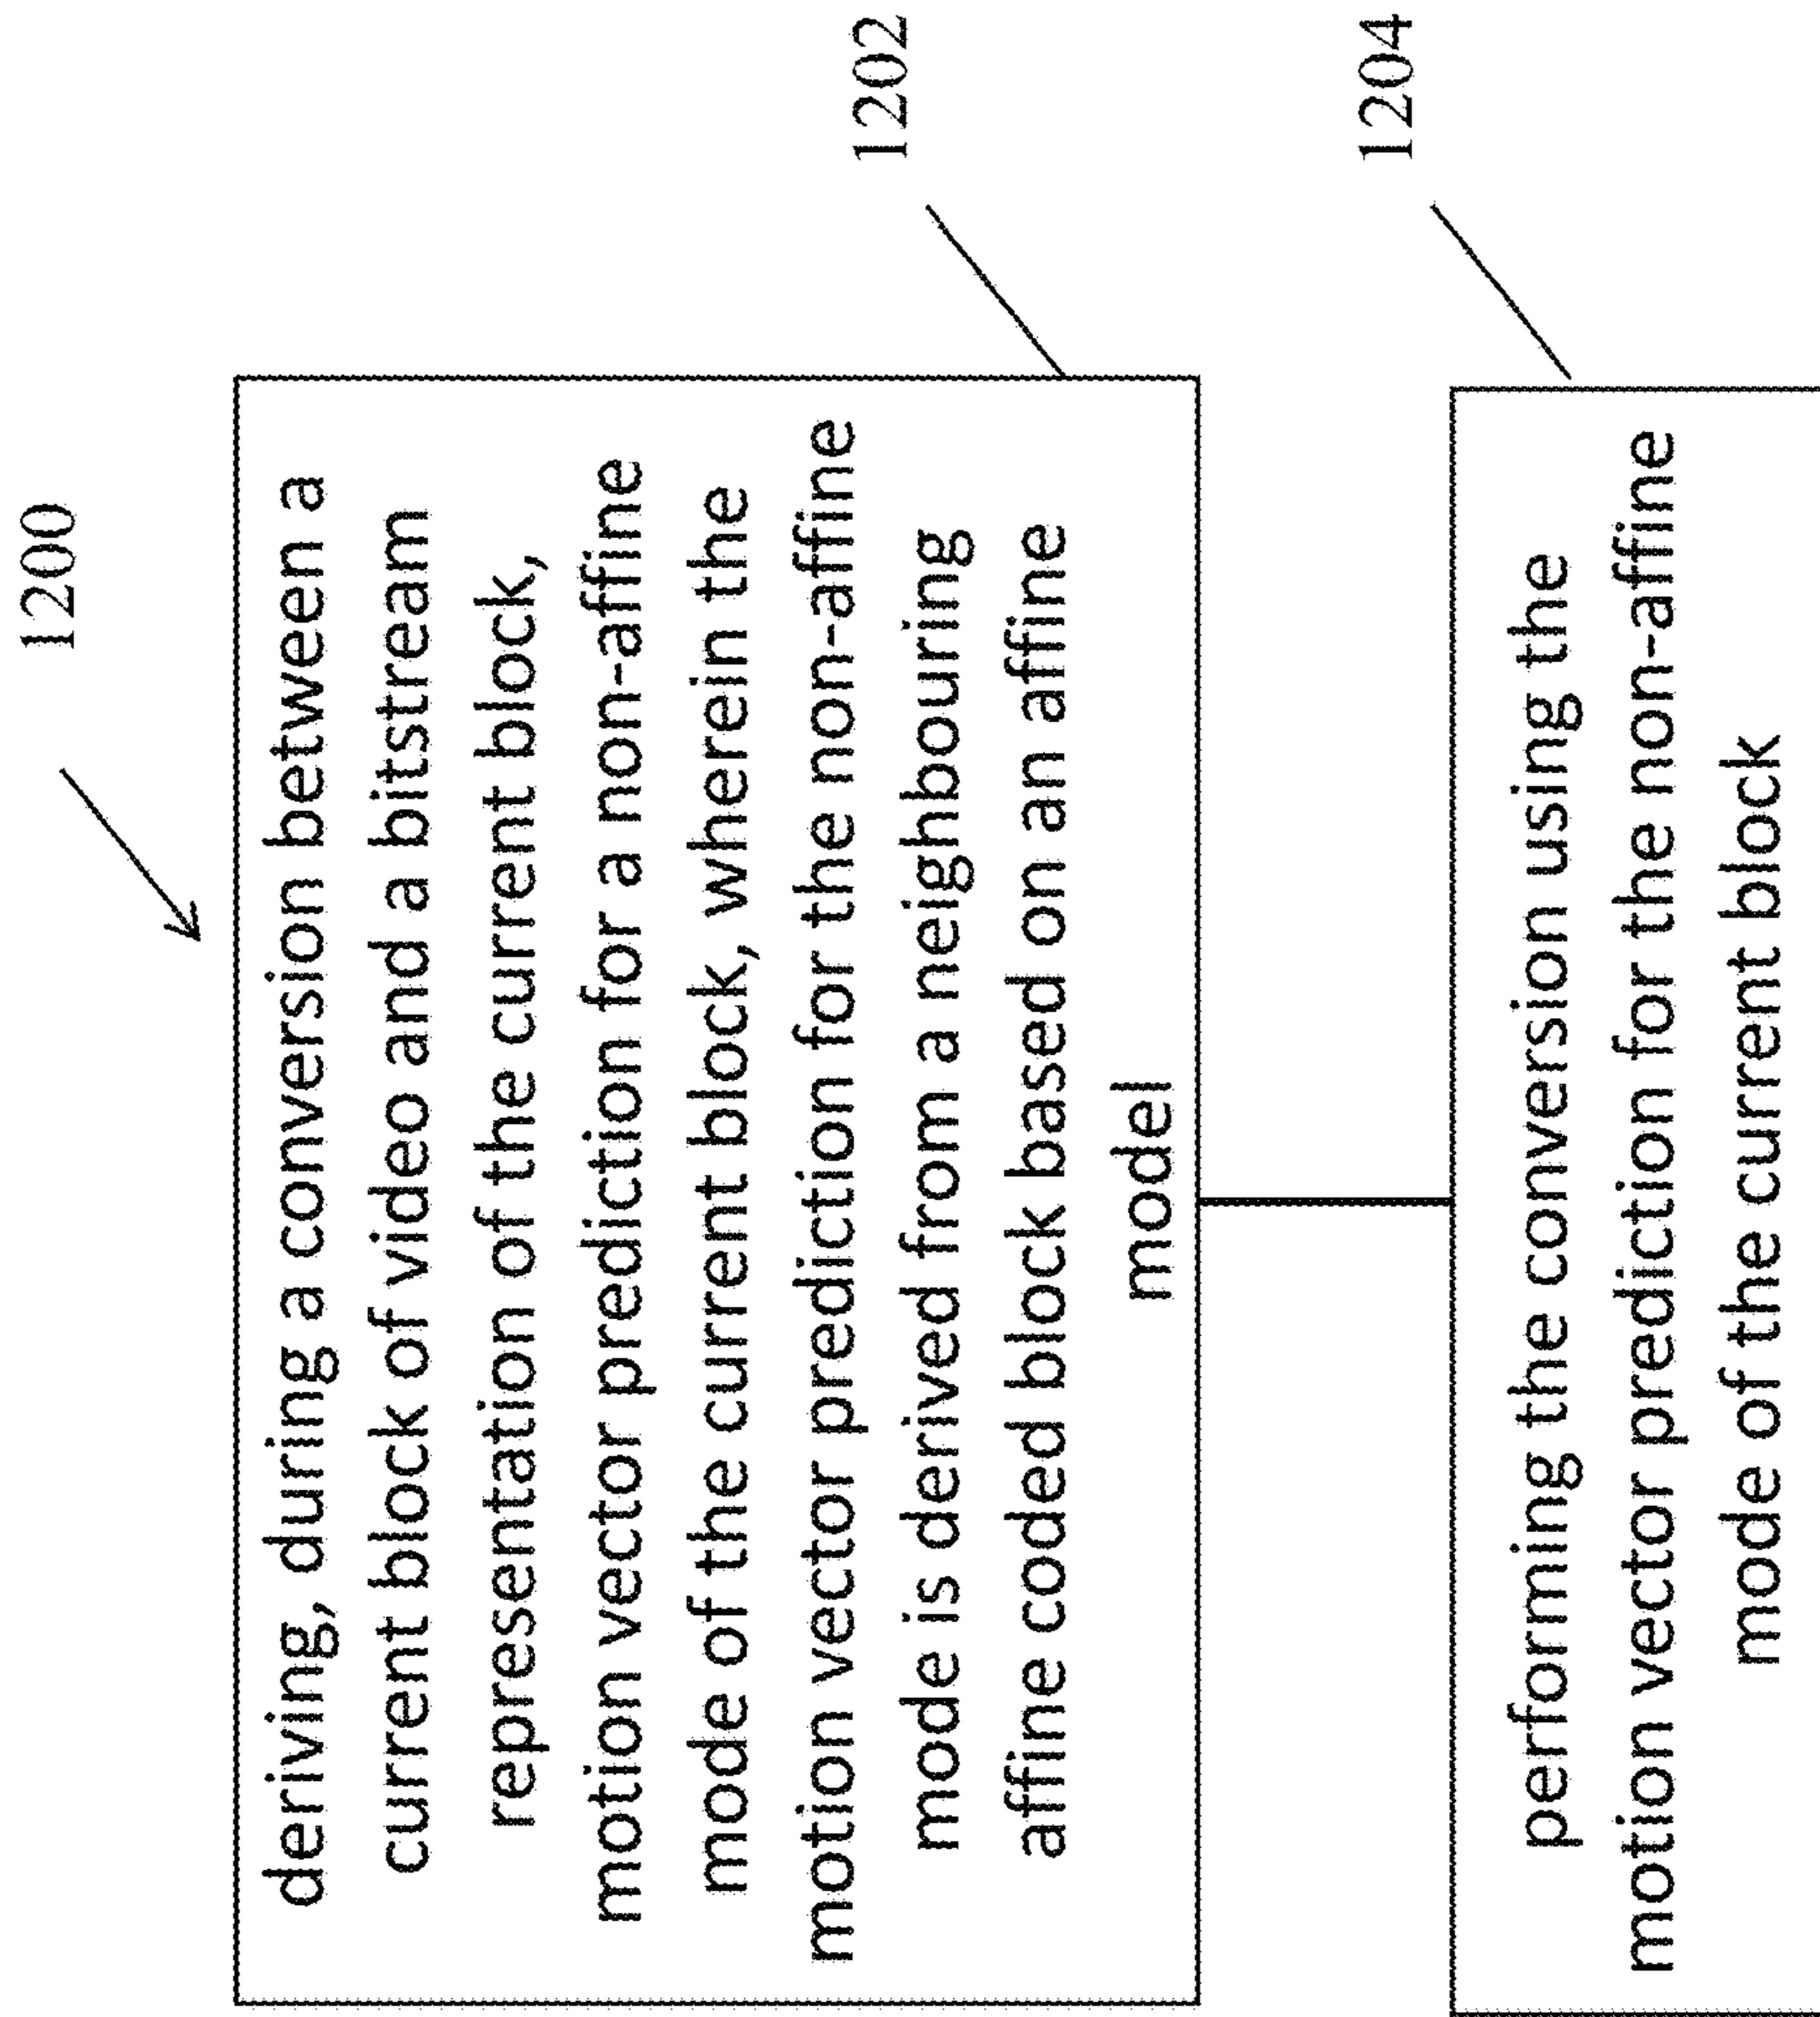 1200
deriving, during a conversion between a
current block of video and a bitstream
representation of the current block,
motion vector prediction for a non-affine
mode of the current block, wherein the
motion vector prediction for the non-affine
mode is derived from a neighbouring
affine coded block based on an affine
model
1202
performing the conversion using the
motion vector prediction for the non-affine
mode of the current block
1204